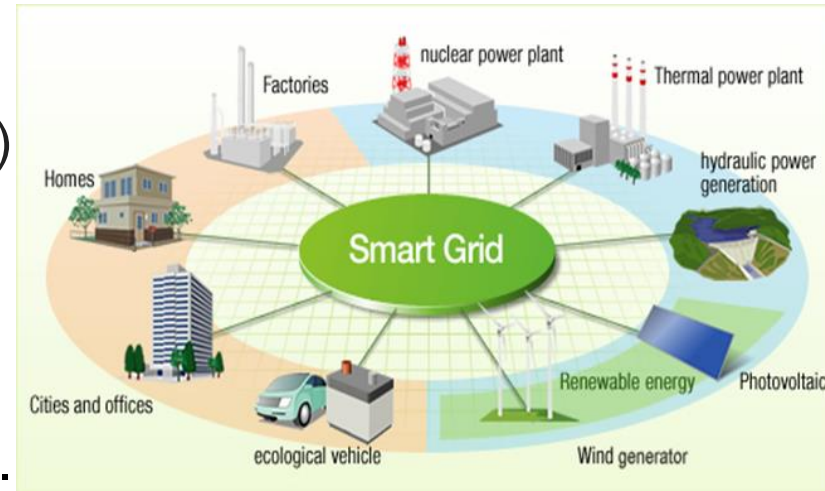 nuclear power plant
Factories
Thermal power plant
)
hydraulic power
generation
Homes
Smart Grid
Renewable energy
Photovoltaic
Cities and offices
ecological vehicle
Wind generator
.